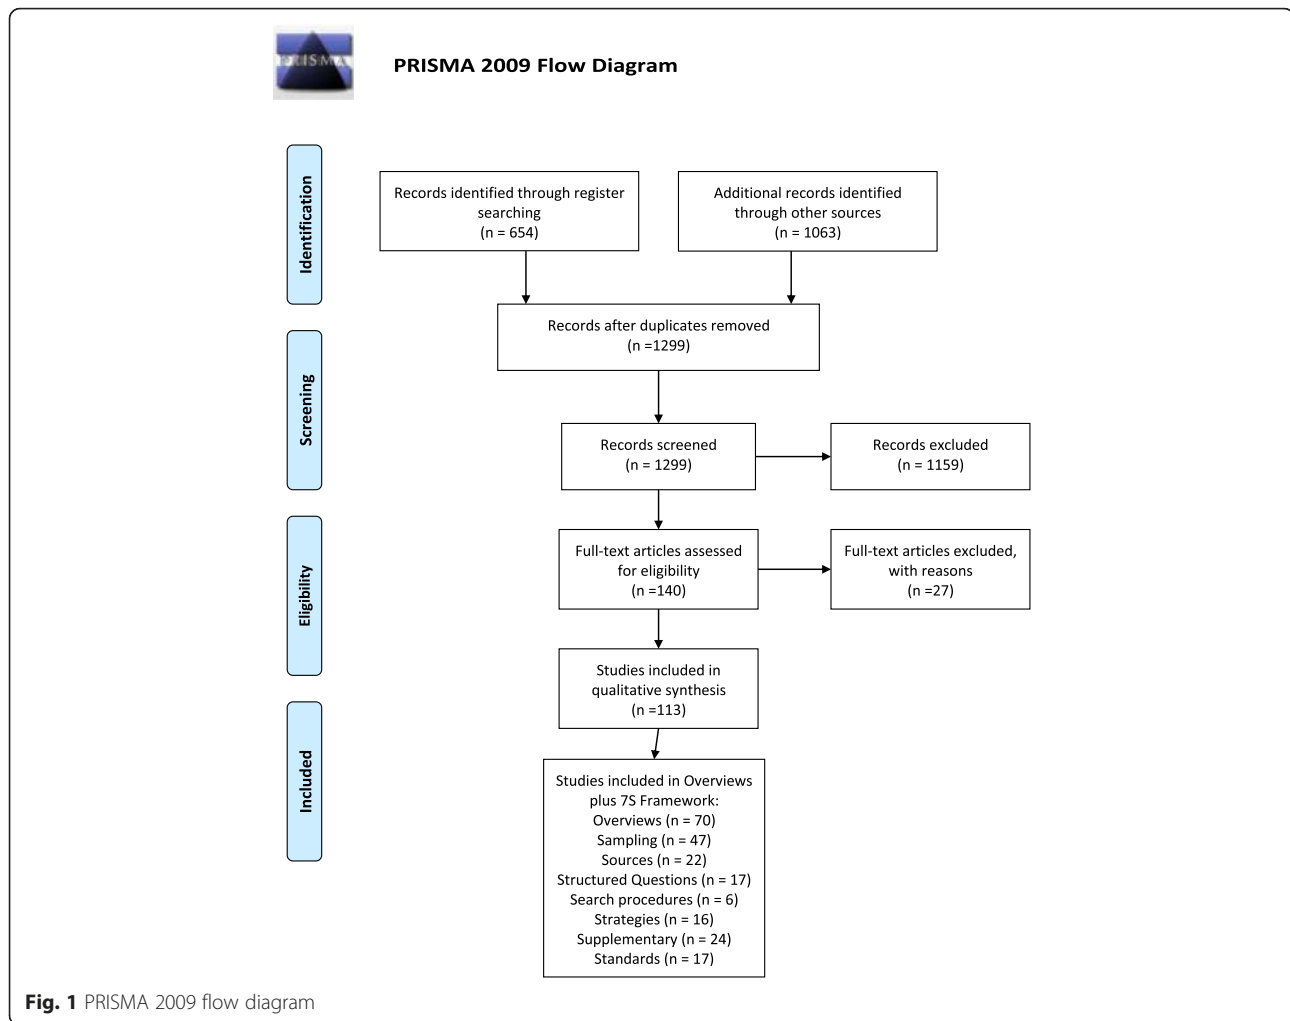 PRISMA
PRISMA 2009 Flow Diagram
Identification
Records identified through register
searching
(n = 654)
Additional records identified
through other sources
(n = 1063)
Records after duplicates removed
(n =1299)
Screening
Records screened
(n = 1299)
Records excluded
(n = 1159)
Eligibility
Full-text articles assessed
for eligibility
(n =140)
Full-text articles excluded,
with reasons
(n =27)
Studies included in
qualitative synthesis
(n =113)
Included
Studies included in Overviews
plus 7S Framework:
Overviews (n = 70)
Sampling (n = 47)
Sources (n = 22)
Structured Questions (n = 17)
Search procedures (n = 6)
Strategies (n = 16)
Supplementary (n = 24)
Standards (n = 17)
Fig. 1 PRISMA 2009 flow diagram